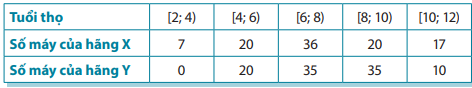 Tuổi thọ [2; 4) [4; 6) [6; 8) [8; 10) [10; 12)
Số máy của hãng X 7 20 36 20 17
Số máy của hãng Y 0 20 35 35 10